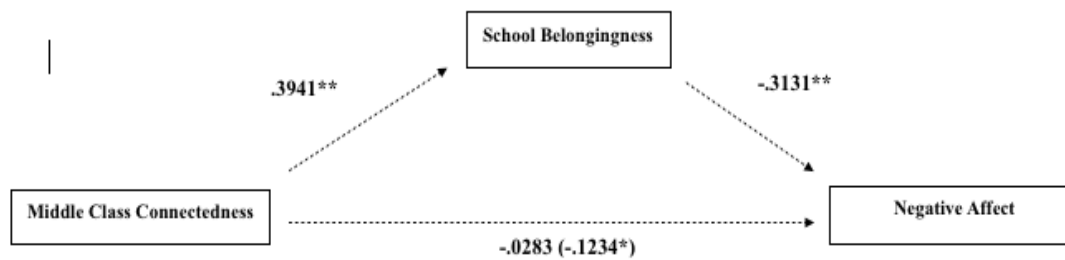 School Belongingness
.3941**
-.3131**
Middle Class Connectedness
Negative Affect
-.0283 (-.1234*)